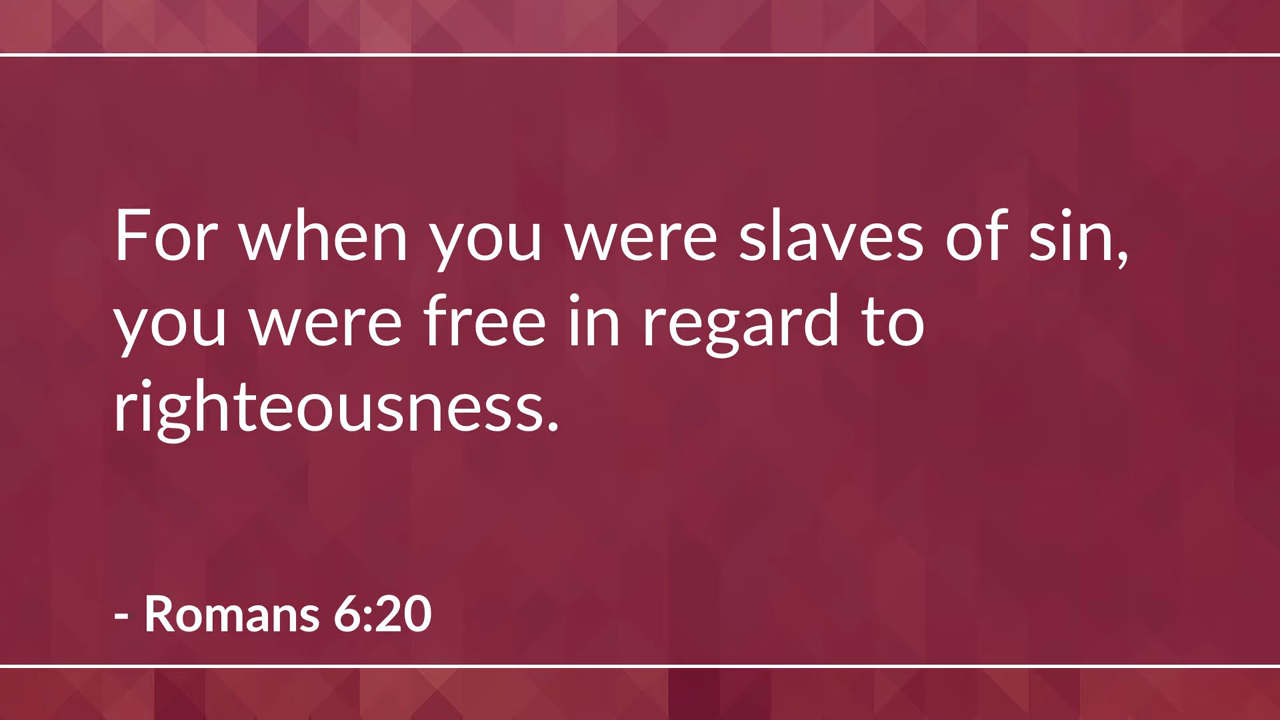 For when you were slaves of sin,
you were free in regard to
righteousness.
- Romans 6:20